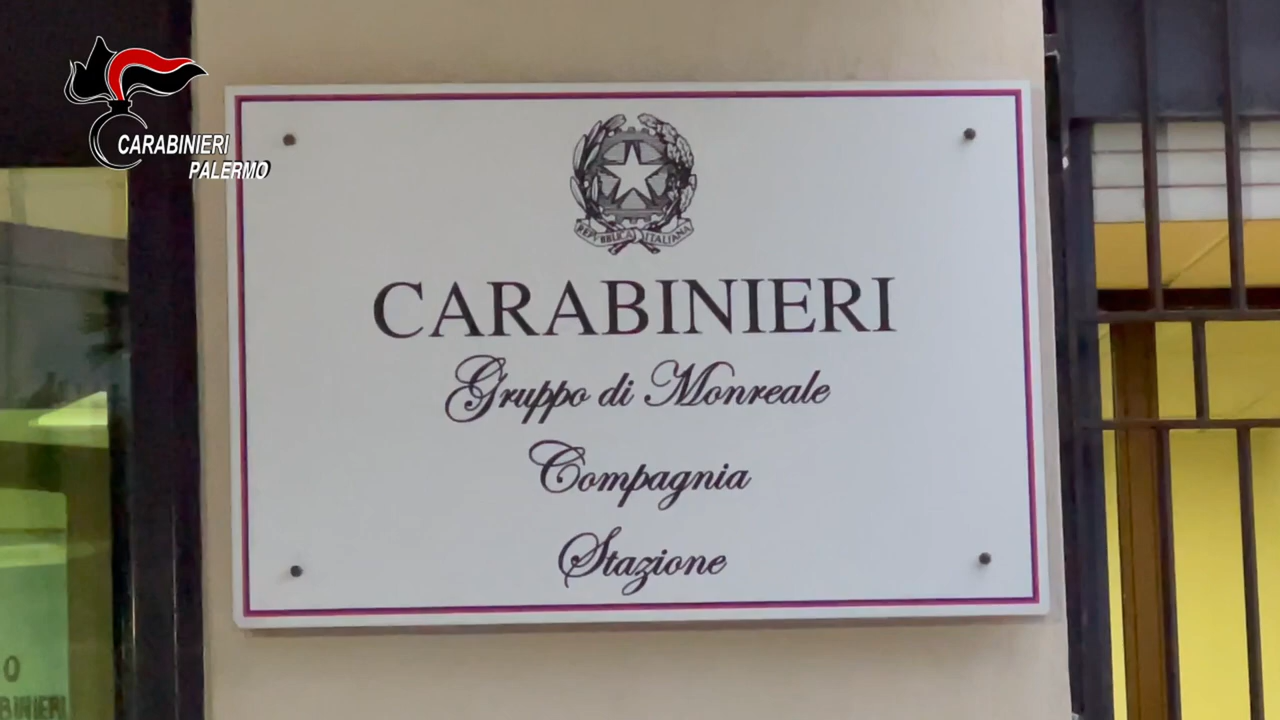 CARABINIERI
PALERMO
REPVBBLICA ITALIANA
CARABINIERI
Gruppo di Monreale
Compagnia
Stazione
O